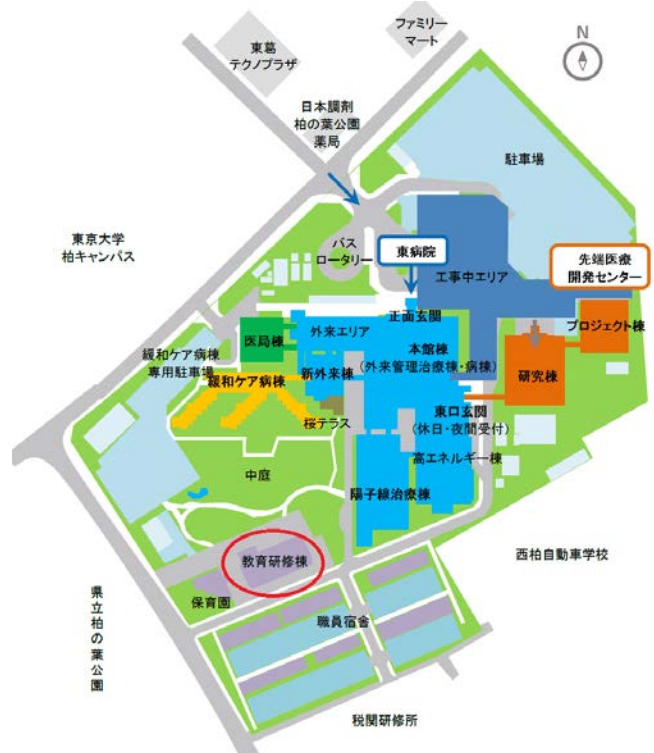 ファミリー
マート
東葛
テクノプラザ
N
日本調剤
柏の葉公園
薬局
駐車場
東京大学
柏キャンパス
バス
ロータリー
東病院
工事中エリア
先端医療
開発センター
正面玄関
プロジェクト棟
医局棟
外来エリア
本館棟
(外来管理治療棟・病棟)
緩和ケア病棟
専用駐車場
緩和ケア病棟
新外来棟
研究棟
桜テラス
東口玄関
(休日・夜間受付)
中庭
高エネルギー棟
陽子線治療棟
教育研修棟
西柏自動車学校
保育園
職員宿舎
県立柏の葉公園
税関研修所